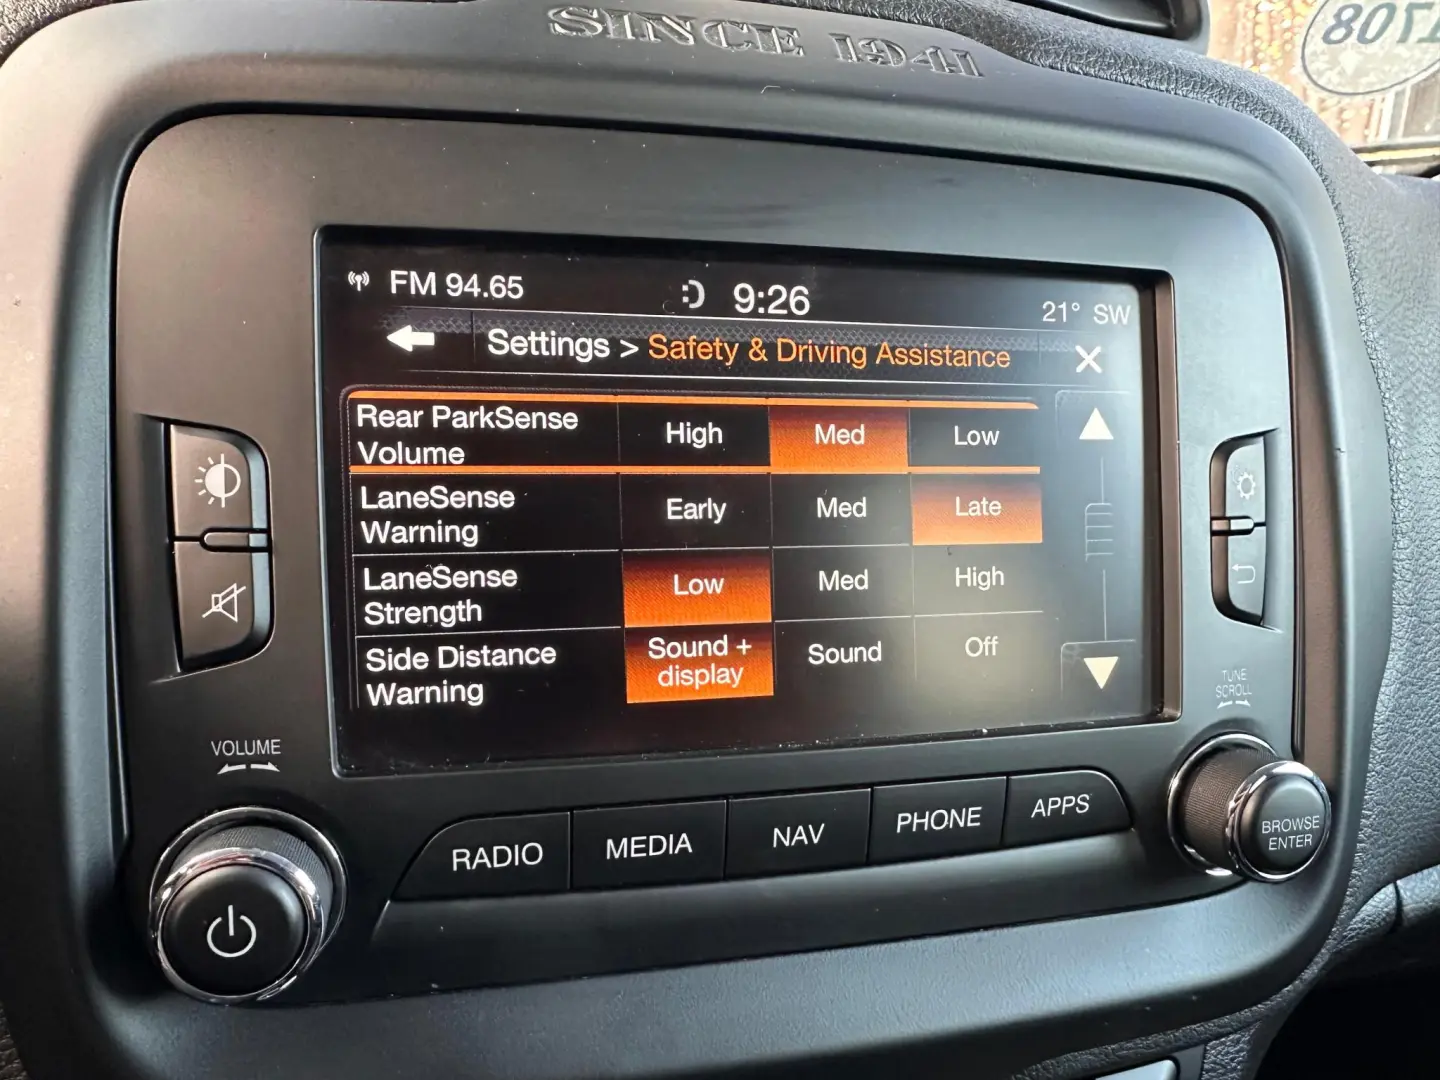 SINCE 1941
1708
FM 94.65
9:26
21° SW
Settings > Safety & Driving Assistance
Rear ParkSense
Volume
High
Med
Low
LaneSense
Warning
Early
Med
Late
LaneSense
Strength
Low
Med
High
Side Distance
Warning
Sound +
display
Sound
Off
VOLUME
TUNE
SCROLL
RADIO
MEDIA
NAV
PHONE
APPS
BROWSE
ENTER